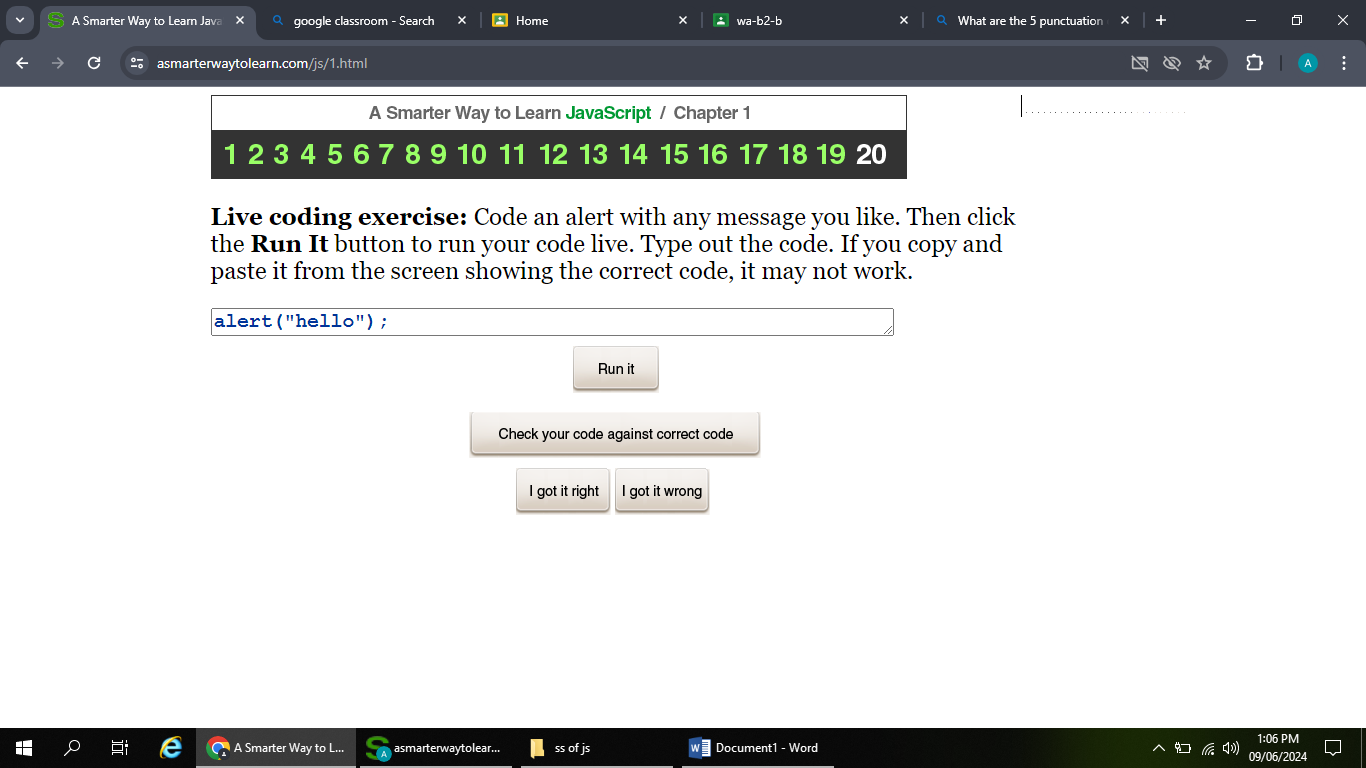 A Smarter Way to Learn Java
google classroom - Search
Home
wa-b2-b
What are the 5 punctuation
asmarterwaytolearn.com/js/1.html
A
A Smarter Way to Learn JavaScript / Chapter 1
1 2 3 4 5 6 7 8 9 10 11 12 13 14 15 16 17 18 19 20
Live coding exercise: Code an alert with any message you like. Then click
the Run It button to run your code live. Type out the code. If you copy and
paste it from the screen showing the correct code, it may not work.
alert("hello");
Run it
Check your code against correct code
I got it right
I got it wrong
A Smarter Way to L...
asmarterwaytolear...
ss of js
Document1 - Word
1:06 PM
09/06/2024